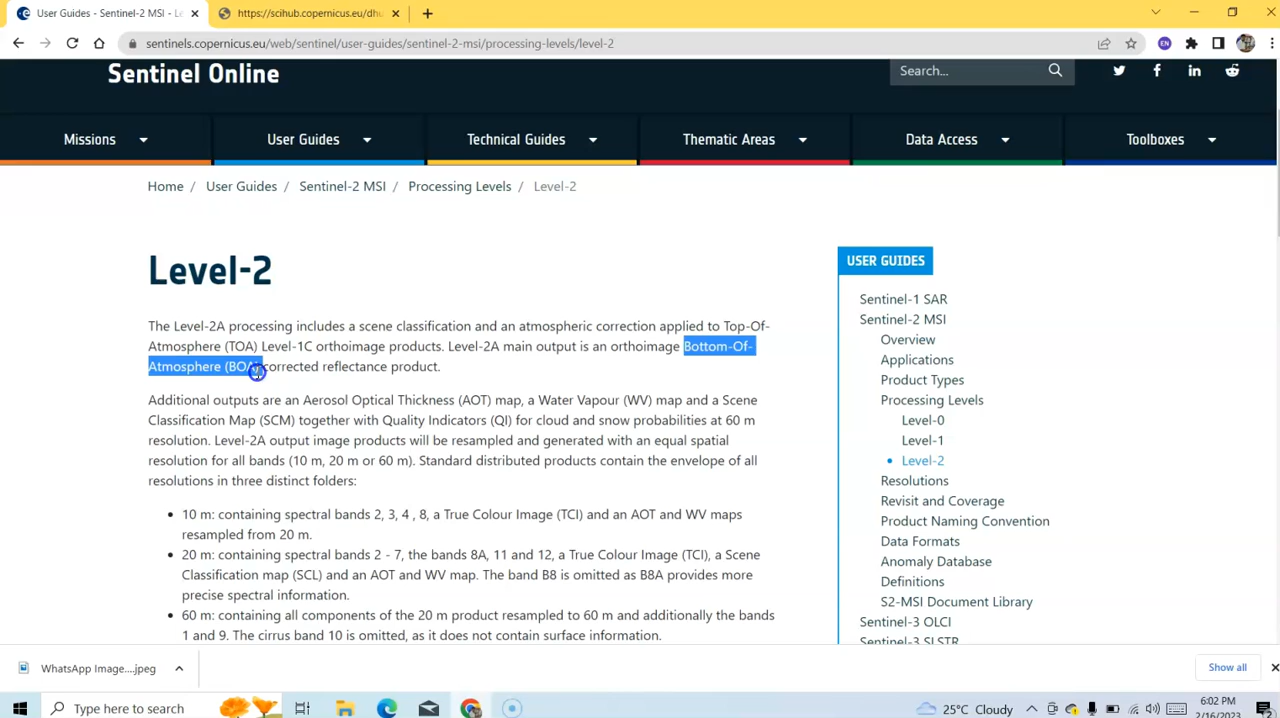 User Guides - Sentinel-2 MSI - Le
https://scihub.copernicus.eu/dhu
sentinels.copernicus.eu/web/sentinel/user-guides/sentinel-2-msi/processing-levels/level-2
EN
Sentinel Online
Search...
Missions
User Guides
Technical Guides
Thematic Areas
Data Access
Toolboxes
Home / User Guides / Sentinel-2 MSI / Processing Levels / Level-2
Level-2
The Level-2A processing includes a scene classification and an atmospheric correction applied to Top-Of-
Atmosphere (TOA) Level-1C orthoimage products. Level-2A main output is an orthoimage Bottom-Of-
Atmosphere (BOA) corrected reflectance product.
Additional outputs are an Aerosol Optical Thickness (AOT) map, a Water Vapour (WV) map and a Scene
Classification Map (SCM) together with Quality Indicators (QI) for cloud and snow probabilities at 60 m
resolution. Level-2A output image products will be resampled and generated with an equal spatial
resolution for all bands (10 m, 20 m or 60 m). Standard distributed products contain the envelope of all
resolutions in three distinct folders:
• 10 m: containing spectral bands 2, 3, 4 , 8, a True Colour Image (TCI) and an AOT and WV maps
resampled from 20 m.
• 20 m: containing spectral bands 2 - 7, the bands 8A, 11 and 12, a True Colour Image (TCI), a Scene
Classification map (SCL) and an AOT and WV map. The band B8 is omitted as B8A provides more
precise spectral information.
• 60 m: containing all components of the 20 m product resampled to 60 m and additionally the bands
1 and 9. The cirrus band 10 is omitted, as it does not contain surface information.
USER GUIDES
Sentinel-1 SAR
Sentinel-2 MSI
Overview
Applications
Product Types
Processing Levels
Level-0
Level-1
• Level-2
Resolutions
Revisit and Coverage
Product Naming Convention
Data Formats
Anomaly Database
Definitions
S2-MSI Document Library
Sentinel-3 OLCI
Sentinel-3 SLSTR
WhatsApp Image....jpeg
Show all
Type here to search
25°C Cloudy
6:02 PM
2/16/2023